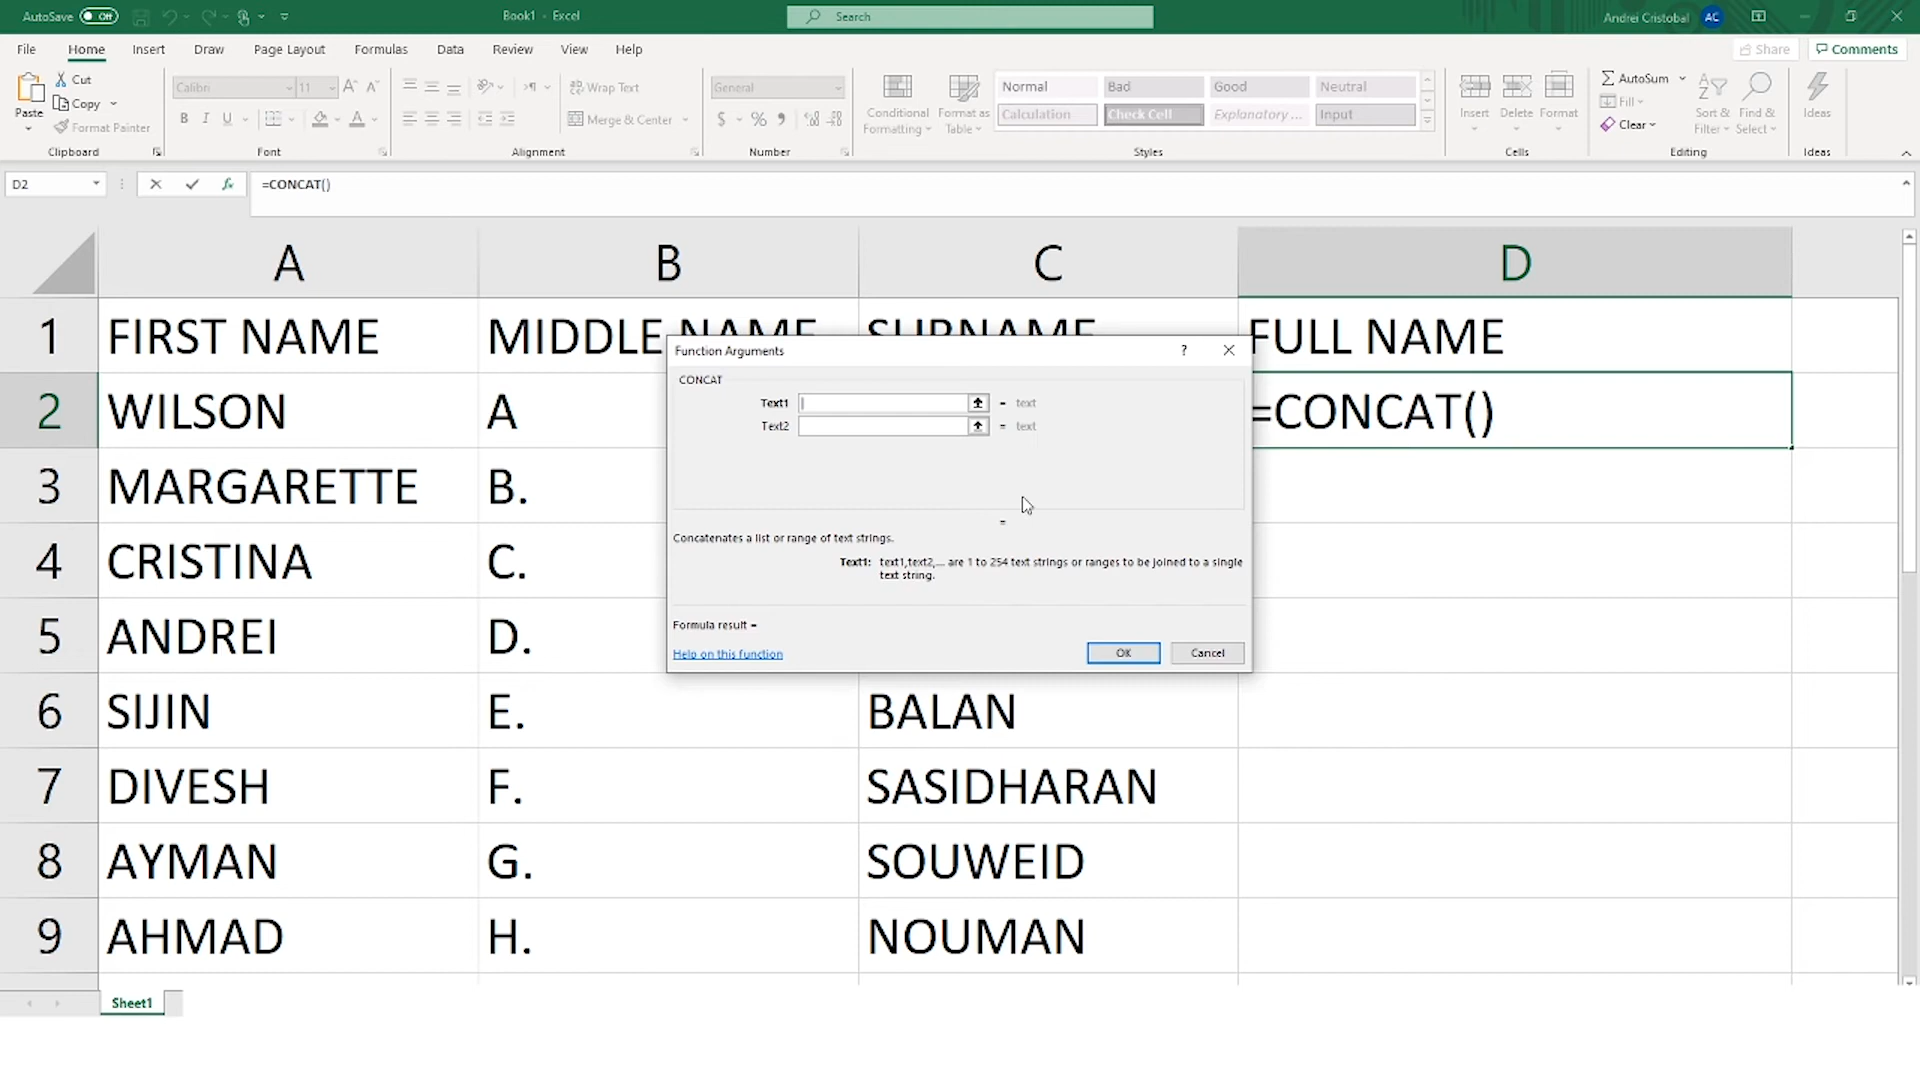 AutoSave Off Book1 - Excel Search Andrei Cristobal AC
File Home Insert Draw Page Layout Formulas Data Review View Help Share Comments
Paste Cut Copy Format Painter
Clipboard
Calibri 11
B I U A
Font
Wrap Text
Merge & Center
Alignment
General
$ % 9
Number
Conditional Formatting
Format as Table
Normal Bad Good Neutral
Calculation Check Cell Explanatory ... Input
Styles
Insert Delete Format
Cells
AutoSum
Fill
Clear
Sort & Filter
Find & Select
Editing
Ideas
Ideas
D2 fx =CONCAT()
A B C D
1 FIRST NAME MIDDLE NAME SURNAME FULL NAME
2 WILSON A =CONCAT()
3 MARGARETTE B.
4 CRISTINA C.
5 ANDREI D.
6 SIJIN E. BALAN
7 DIVESH F. SASIDHARAN
8 AYMAN G. SOUWEID
9 AHMAD H. NOUMAN
Function Arguments ?
CONCAT
Text1 = text
Text2 = text
=
Concatenates a list or range of text strings.
Text1: text1,text2,... are 1 to 254 text strings or ranges to be joined to a single
text string.
Formula result =
Help on this function OK Cancel
Sheet1